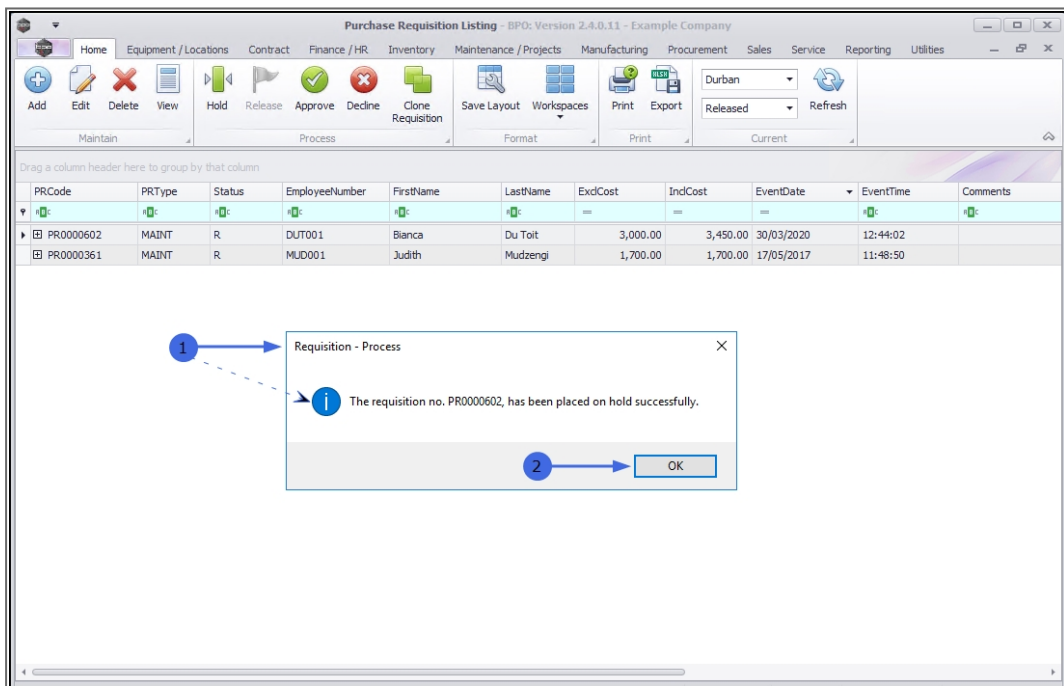 Purchase Requisition Listing - BPO: Version 2.4.0.11 - Example Company
Home Equipment / Locations Contract Finance / HR Inventory Maintenance / Projects Manufacturing Procurement Sales Service Reporting Utilities
Add Edit Delete View Hold Release Approve Decline Clone Requisition Save Layout Workspaces Print Export Durban Released Refresh
Maintain Process Format Print Current
Drag a column header here to group by that column
PRCode PRType Status EmployeeNumber FirstName LastName ExclCost InclCost EventDate EventTime Comments
PR0000602 MAINT R DUT001 Bianca Du Toit 3,000.00 3,450.00 30/03/2020 12:44:02
PR0000361 MAINT R MUD001 Judith Mudzengi 1,700.00 1,700.00 17/05/2017 11:48:50
1 Requisition - Process
The requisition no. PR0000602, has been placed on hold successfully.
2 OK